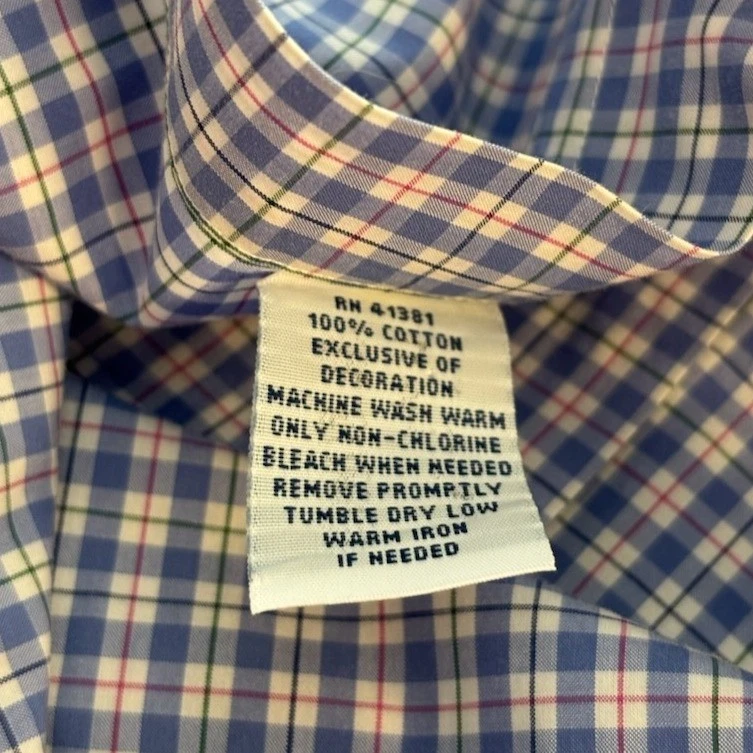 RN 41381
100% COTTON
EXCLUSIVE OF
DECORATION
MACHINE WASH WARM
ONLY NON-CHLORINE
BLEACH WHEN NEEDED
REMOVE PROMPTLY
TUMBLE DRY LOW
WARM IRON
IF NEEDED